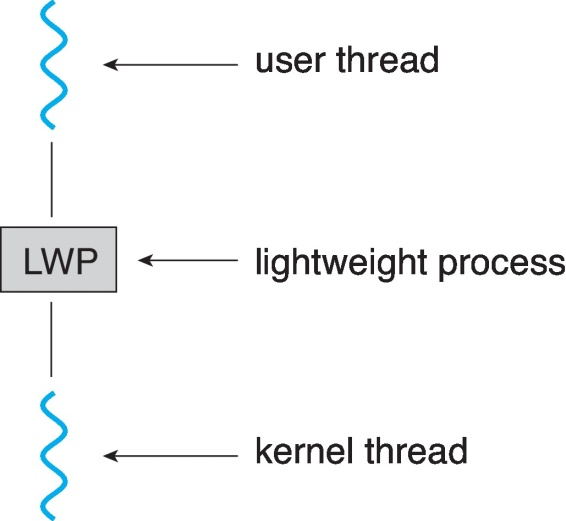 user thread
LWP
lightweight process
kernel thread